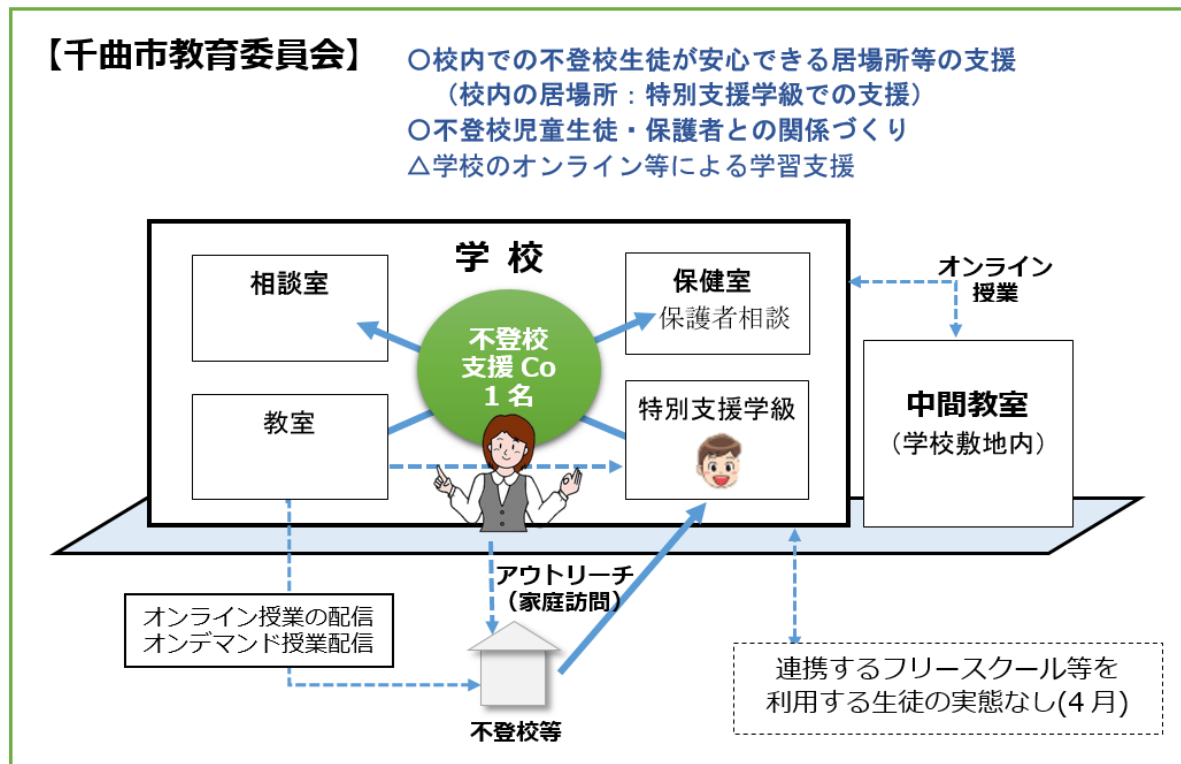 【千曲市教育委員会】
〇校内での不登校生徒が安心できる居場所等の支援
（校内の居場所：特別支援学級での支援）
〇不登校児童生徒・保護者との関係づくり
△学校のオンライン等による学習支援
学 校
相談室
保健室
保護者相談
オンライン
授業
不登校
支援 Co
1 名
教室
特別支援学級
中間教室
（学校敷地内）
アウトリーチ
（家庭訪問）
オンライン授業の配信
オンデマンド授業配信
不登校等
連携するフリースクール等を
利用する生徒の実態なし(４月)